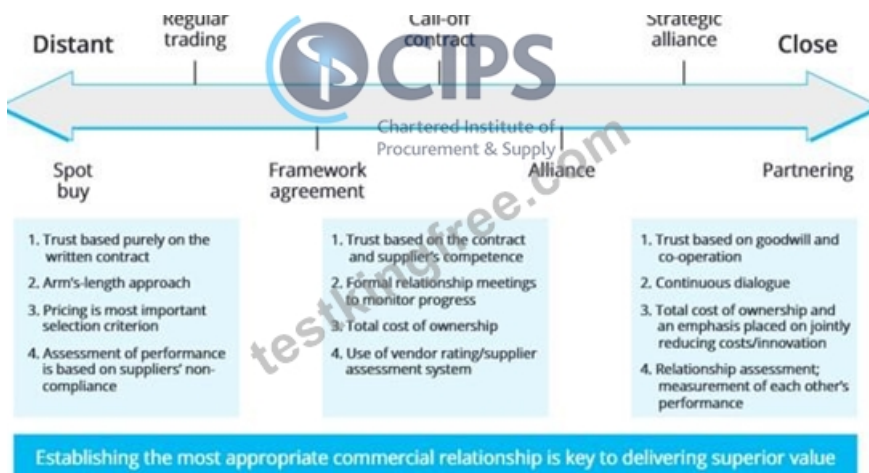 Distant
Regular
trading
Call-off
contract
Strategic
alliance
Close
CIPS
Chartered Institute of
Procurement & Supply
Spot
buy
Framework
agreement
Alliance
Partnering
testkingfree.com
1. Trust based purely on the
written contract
2. Arm's-length approach
3. Pricing is most important
selection criterion
4. Assessment of performance
is based on suppliers' non-
compliance
1. Trust based on the contract
and supplier's competence
2. Formal relationship meetings
to monitor progress
3. Total cost of ownership
4. Use of vendor rating/supplier
assessment system
1. Trust based on goodwill and
co-operation
2. Continuous dialogue
3. Total cost of ownership and
an emphasis placed on jointly
reducing costs/innovation
4. Relationship assessment;
measurement of each other's
performance
Establishing the most appropriate commercial relationship is key to delivering superior value